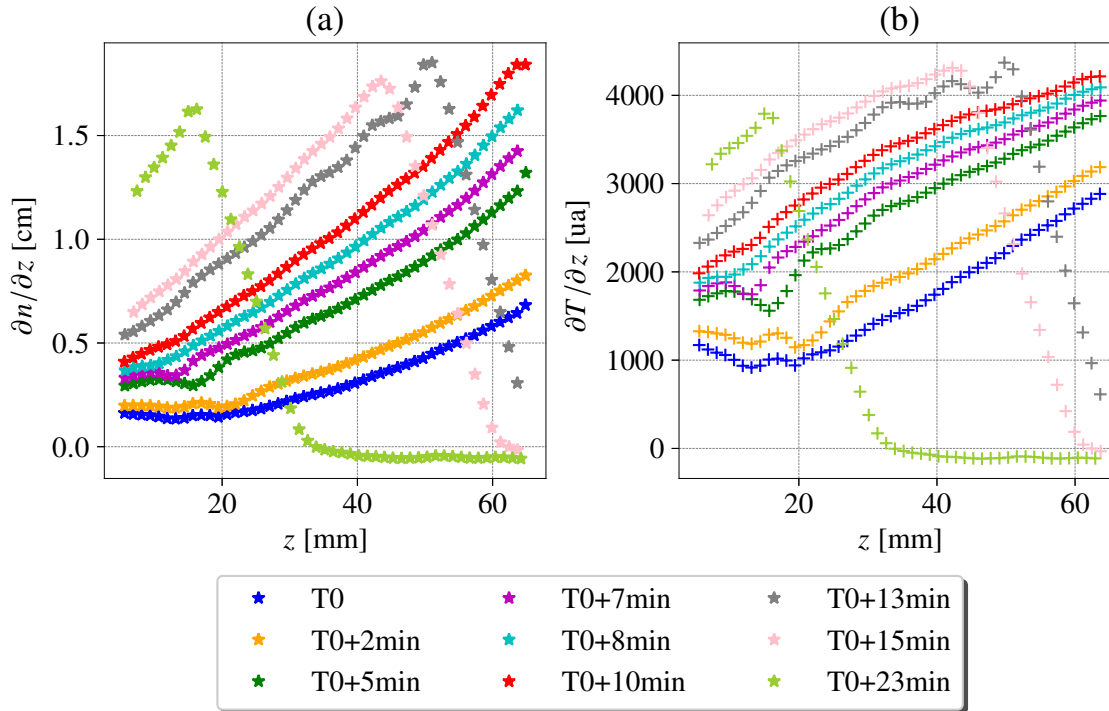 (a)
(b)
∂n/∂z [cm]
1.5
1.0
0.5
0.0
20
40
60
z [mm]
∂T/∂z [ua]
4000
3000
2000
1000
0
20
40
60
z [mm]
T0
T0+7min
T0+13min
T0+2min
T0+8min
T0+15min
T0+5min
T0+10min
T0+23min